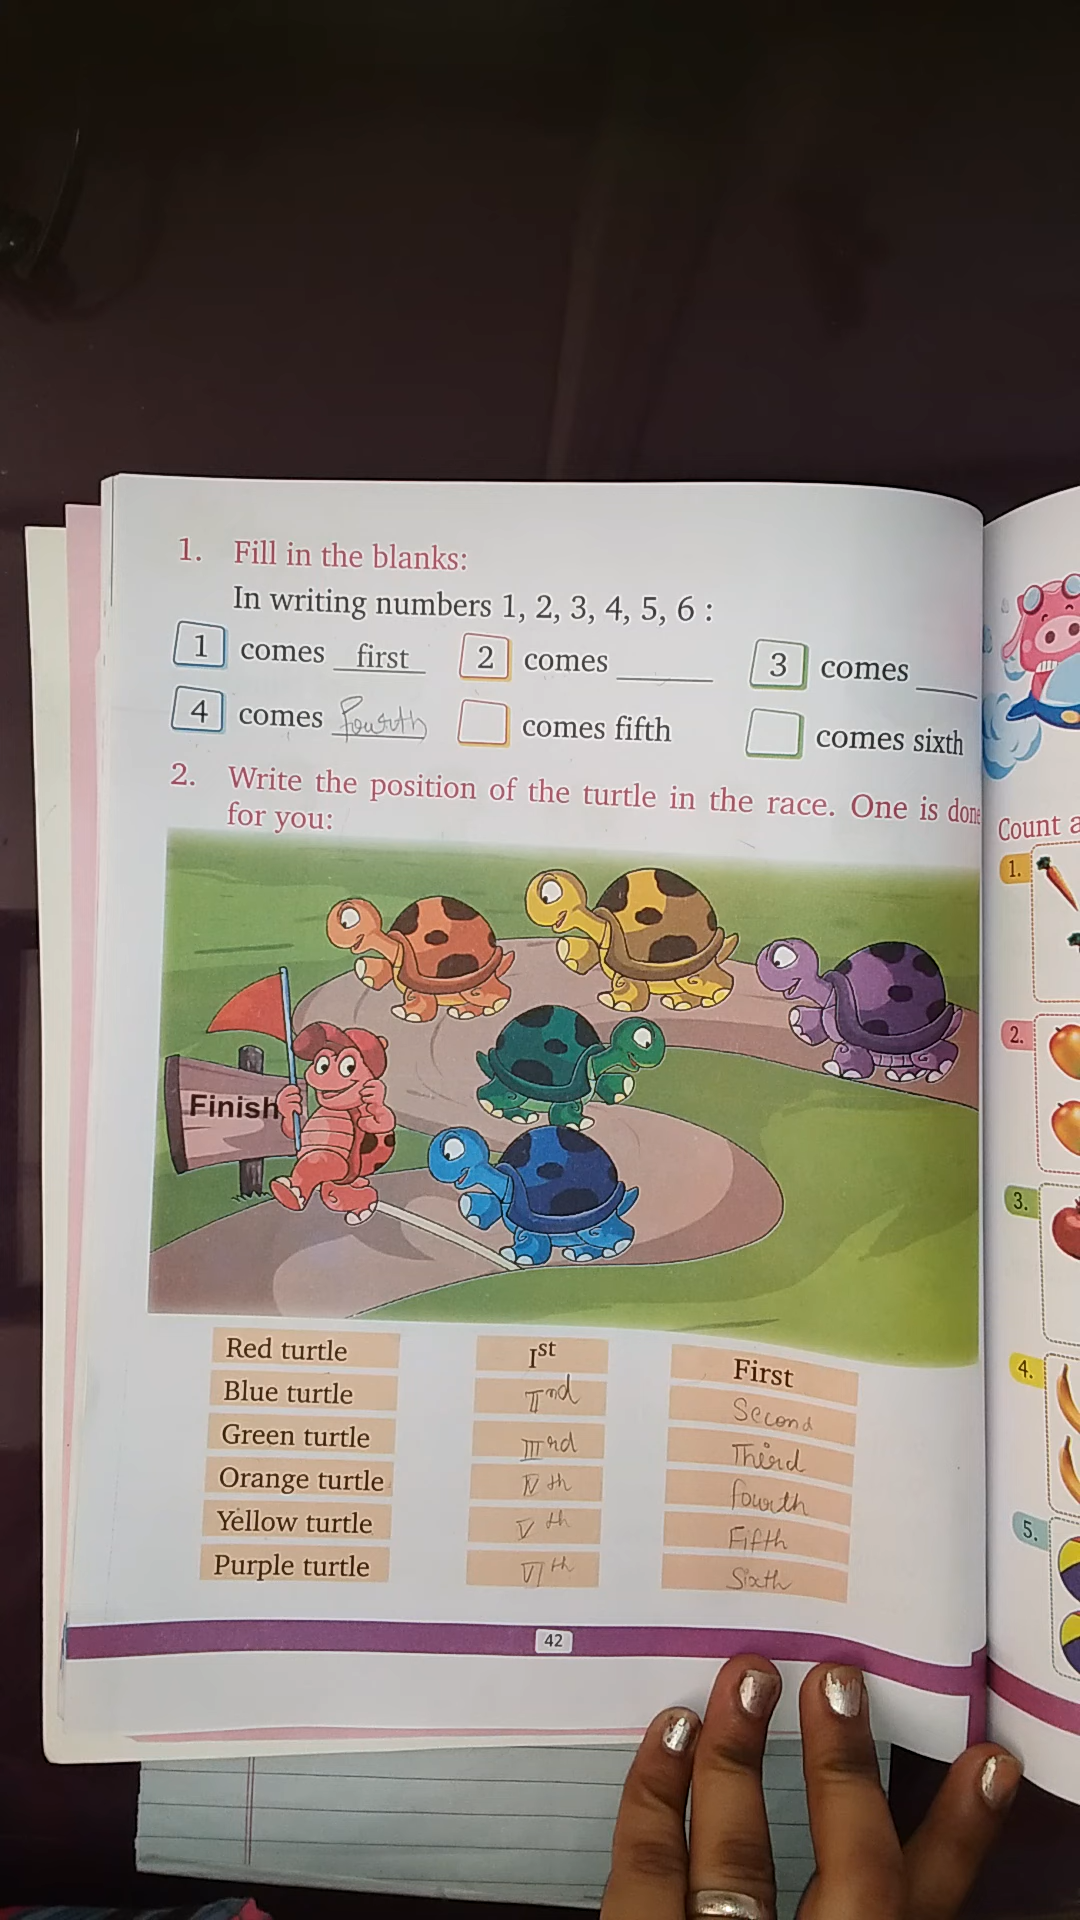 1. Fill in the blanks:
In writing numbers 1, 2, 3, 4, 5, 6 :
1 comes first 2 comes ______ 3 comes ______
4 comes fourth comes fifth comes sixth
2. Write the position of the turtle in the race. One is done
for you:
Finish
Red turtle Ist First
Blue turtle IInd Second
Green turtle IIIrd Third
Orange turtle IVth fourth
Yellow turtle Vth Fifth
Purple turtle VIth Sixth
42
Count a
1.
2.
3.
4.
5.